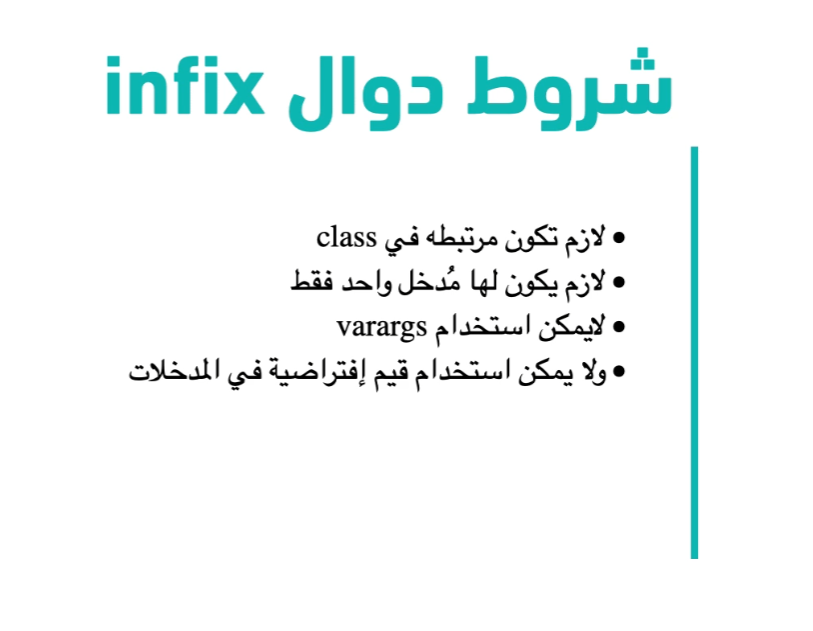 شروط دوال infix
• لازم تكون مرتبطه في class
• لازم يكون لها مُدخل واحد فقط
• لايمكن استخدام varargs
• ولا يمكن استخدام قيم إفتراضية في المدخلات